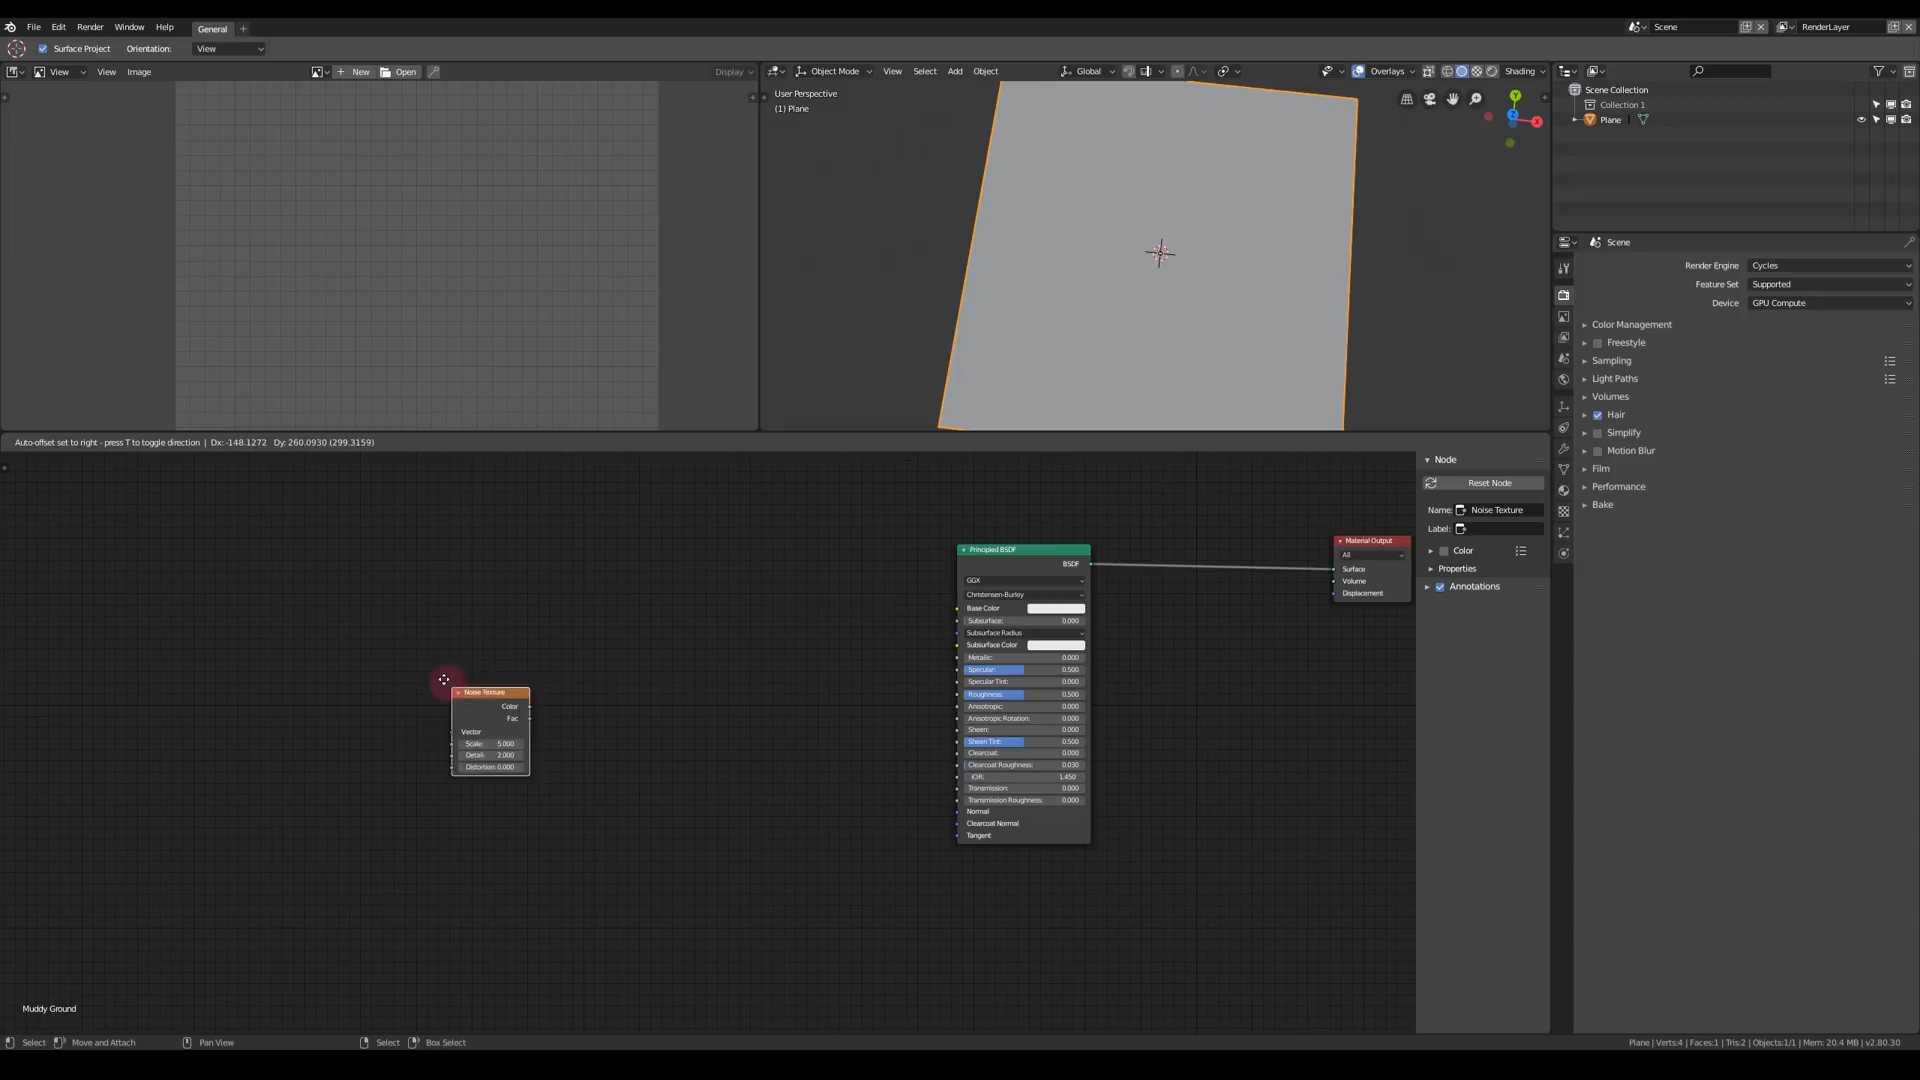 File Edit Render Window Help General Scene RenderLayer
Surface Project Orientation: View
View View Image New Open Display Object Mode View Select Add Object Global Overlays Shading
User Perspective
(1) Plane
Scene Collection
Collection 1
Plane
Scene
Render Engine Cycles
Feature Set Supported
Device GPU Compute
Color Management
Freestyle
Sampling
Light Paths
Volumes
Hair
Simplify
Motion Blur
Film
Performance
Bake
Auto-offset set to right - press T to toggle direction | Dx: -148.1272 Dy: 260.0930 (299.3159)
Noise Texture
Color
Fac
Vector
Scale: 5.000
Detail: 2.000
Distortion: 0.000
Principled BSDF
BSDF
GGX
Christensen-Burley
Base Color
Subsurface: 0.000
Subsurface Radius
Subsurface Color
Metallic: 0.000
Specular: 0.500
Specular Tint: 0.000
Roughness: 0.500
Anisotropic: 0.000
Anisotropic Rotation: 0.000
Sheen: 0.000
Sheen Tint: 0.500
Clearcoat: 0.000
Clearcoat Roughness: 0.030
IOR: 1.450
Transmission: 0.000
Transmission Roughness: 0.000
Normal
Clearcoat Normal
Tangent
Material Output
All
Surface
Volume
Displacement
Node
Reset Node
Name: Noise Texture
Label:
Color
Properties
Annotations
Muddy Ground
Select Move and Attach Pan View Select Box Select Plane | Verts:4 | Faces:1 | Tris:2 | Objects:1/1 | Mem: 20.4 MB | v2.80.30